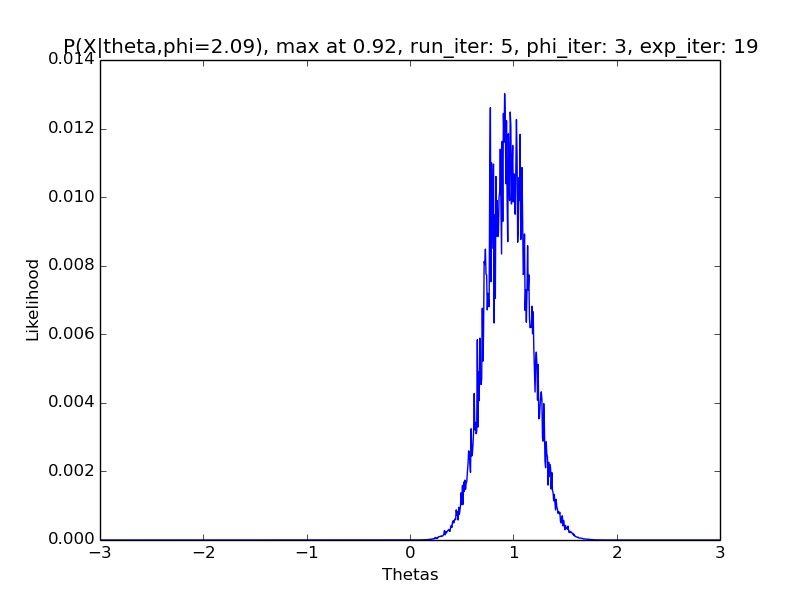 P(X|theta,phi=2.09), max at 0.92, run_iter: 5, phi_iter: 3, exp_iter: 19
0.014
0.012
0.010
0.008
0.006
0.004
0.002
0.000
Likelihood
−3 −2 −1 0 1 2 3
Thetas